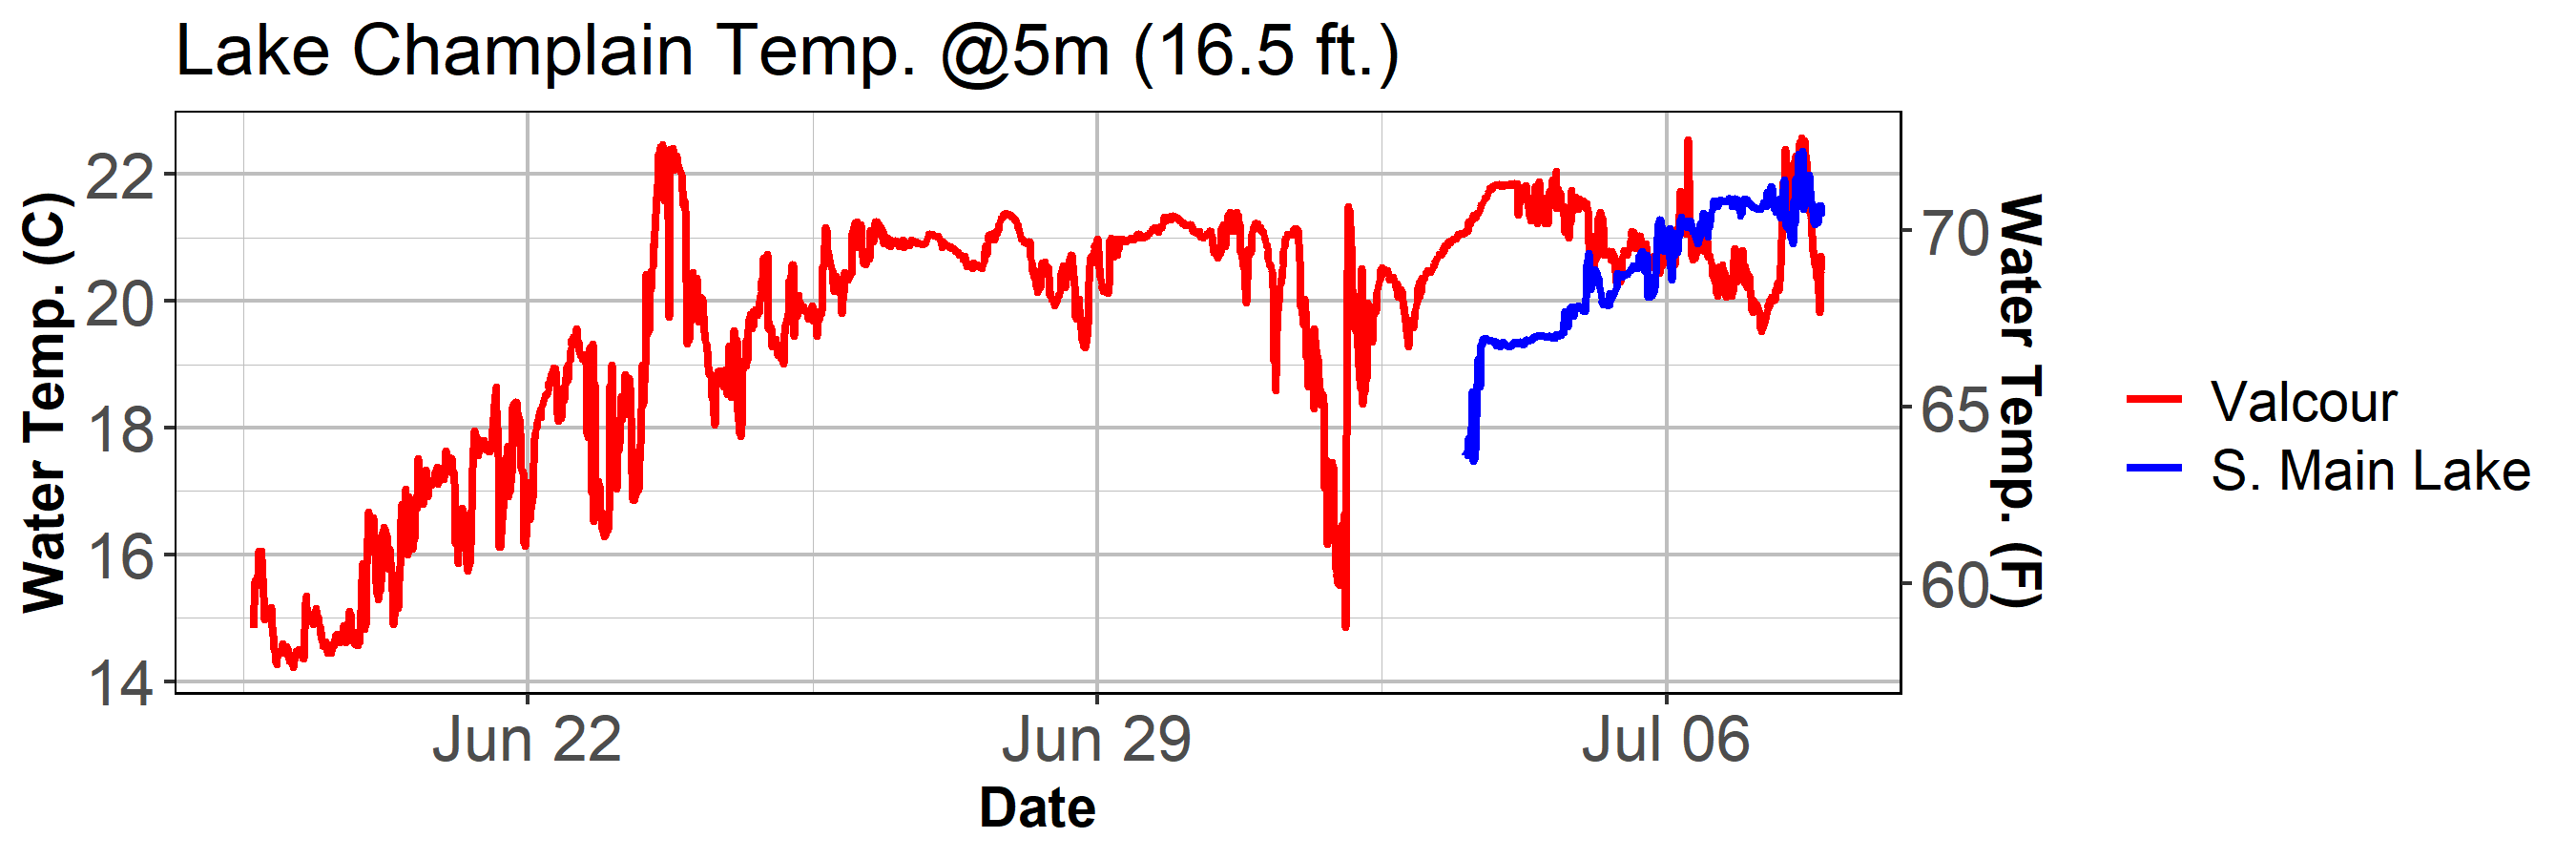 Lake Champlain Temp. @5m (16.5 ft.)
Water Temp. (C)
22
20
18
16
14
70
65
60
Water Temp. (F)
Jun 22
Jun 29
Jul 06
Date
Valcour
S. Main Lake